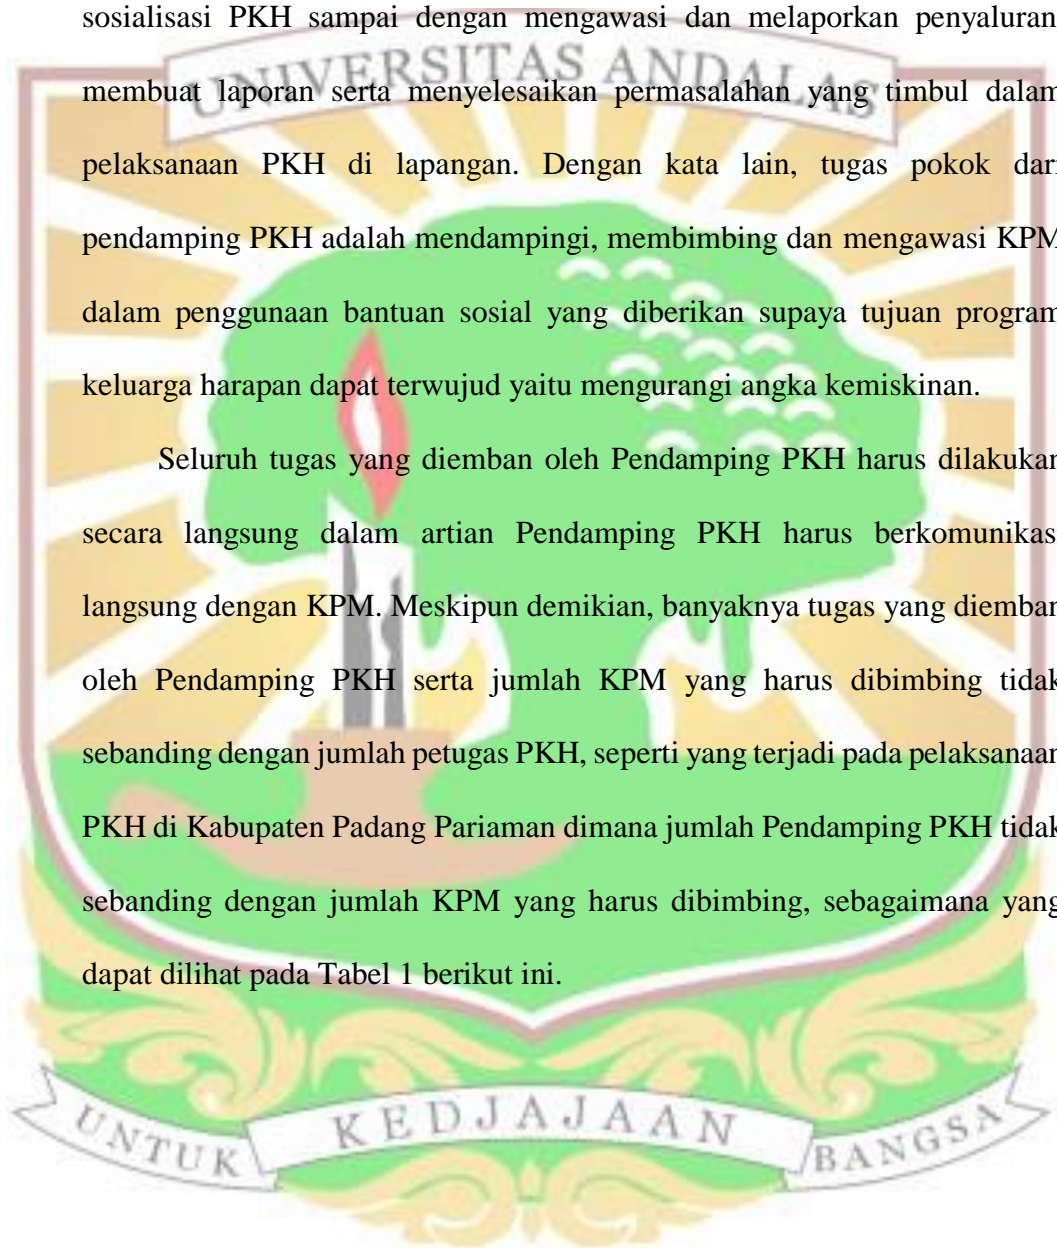 sosialisasi PKH sampai dengan mengawasi dan melaporkan penyaluran
UNIVERSITAS ANDALAS
membuat laporan serta menyelesaikan permasalahan yang timbul dalam
pelaksanaan PKH di lapangan. Dengan kata lain, tugas pokok dari
pendamping PKH adalah mendampingi, membimbing dan mengawasi KPM
dalam penggunaan bantuan sosial yang diberikan supaya tujuan program
keluarga harapan dapat terwujud yaitu mengurangi angka kemiskinan.
Seluruh tugas yang diemban oleh Pendamping PKH harus dilakukan
secara langsung dalam artian Pendamping PKH harus berkomunikasi
langsung dengan KPM. Meskipun demikian, banyaknya tugas yang diemban
oleh Pendamping PKH serta jumlah KPM yang harus dibimbing tidak
sebanding dengan jumlah petugas PKH, seperti yang terjadi pada pelaksanaan
PKH di Kabupaten Padang Pariaman dimana jumlah Pendamping PKH tidak
sebanding dengan jumlah KPM yang harus dibimbing, sebagaimana yang
dapat dilihat pada Tabel 1 berikut ini.
UNTUK KEDJAJAAN BANGSA